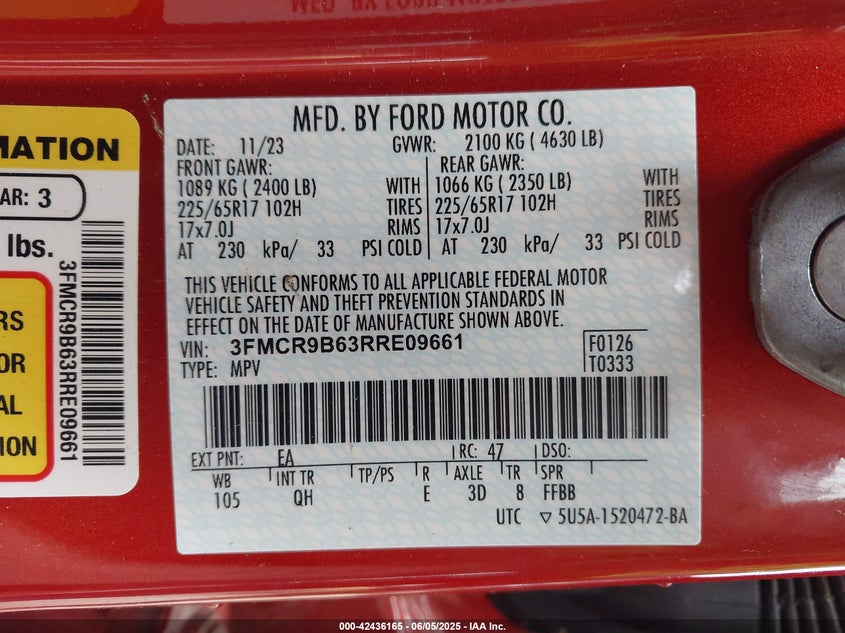 MFD. BY FORD MOTOR CO.
DATE: 11/23 GVWR: 2100 KG ( 4630 LB)
FRONT GAWR: REAR GAWR:
1089 KG ( 2400 LB) WITH 1066 KG ( 2350 LB) WITH
225/65R17 102H TIRES 225/65R17 102H TIRES
17x7.0J RIMS 17x7.0J RIMS
AT 230 kPa/ 33 PSI COLD AT 230 kPa/ 33 PSI COLD
THIS VEHICLE CONFORMS TO ALL APPLICABLE FEDERAL MOTOR
VEHICLE SAFETY AND THEFT PREVENTION STANDARDS IN
EFFECT ON THE DATE OF MANUFACTURE SHOWN ABOVE.
VIN: 3FMCR9B63RRE09661 F0126
TYPE: MPV T0333
EXT PNT: EA RC: 47 DSO:
WB INT TR TP/PS R AXLE TR SPR
105 QH E 3D 8 FFBB
UTC ▽ 5U5A-1520472-BA
MATION
AR: 3
lbs.
3FMCR9B63RRE09661
RS
OR
AL
ION
000-42436165 - 06/05/2025 - IAA Inc.